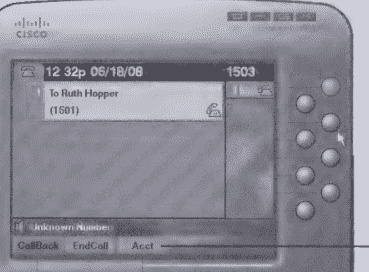 CISCO
12 32p 06/18/08 1503
To Ruth Hopper
(1501)
Unknown Number
CallBack EndCall Acct